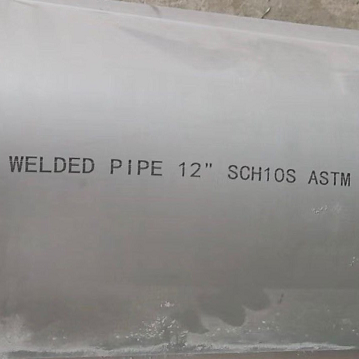 WELDED PIPE 12" SCH10S ASTM